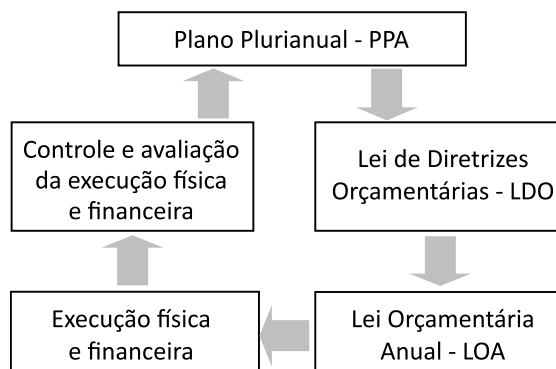 Plano Plurianual - PPA
Controle e avaliação
da execução física
e financeira
Lei de Diretrizes
Orçamentárias - LDO
Execução física
e financeira
Lei Orçamentária
Anual - LOA